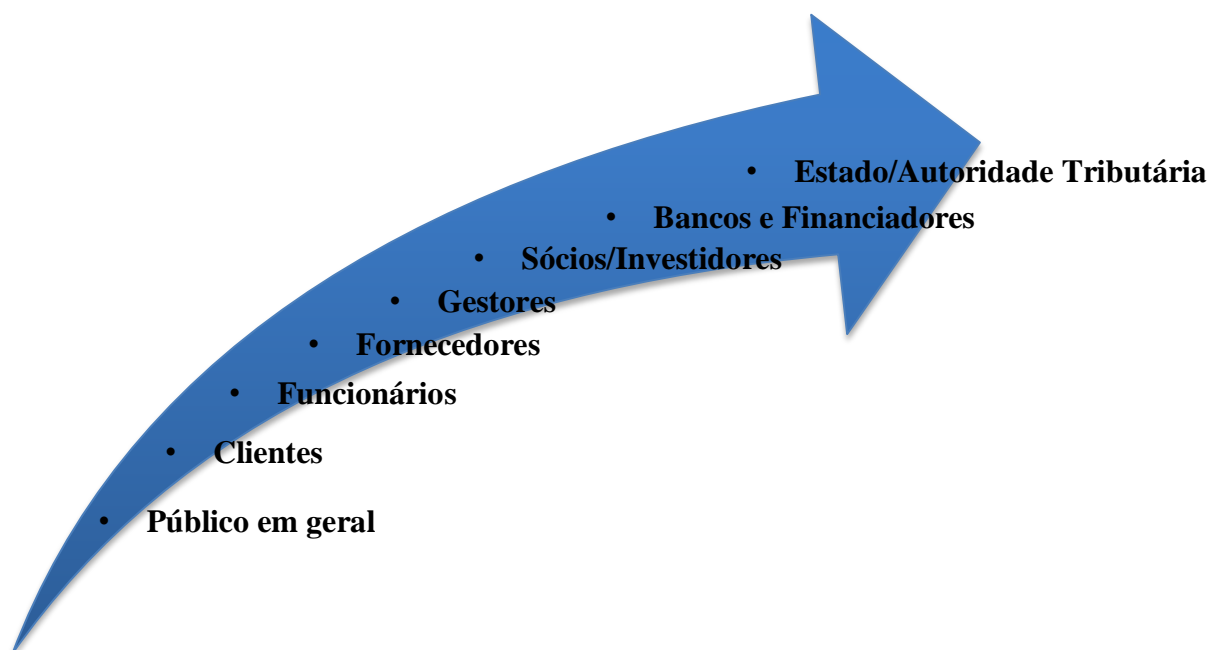 • Estado/Autoridade Tributária
• Bancos e Financiadores
• Sócios/Investidores
• Gestores
• Fornecedores
• Funcionários
• Clientes
• Público em geral